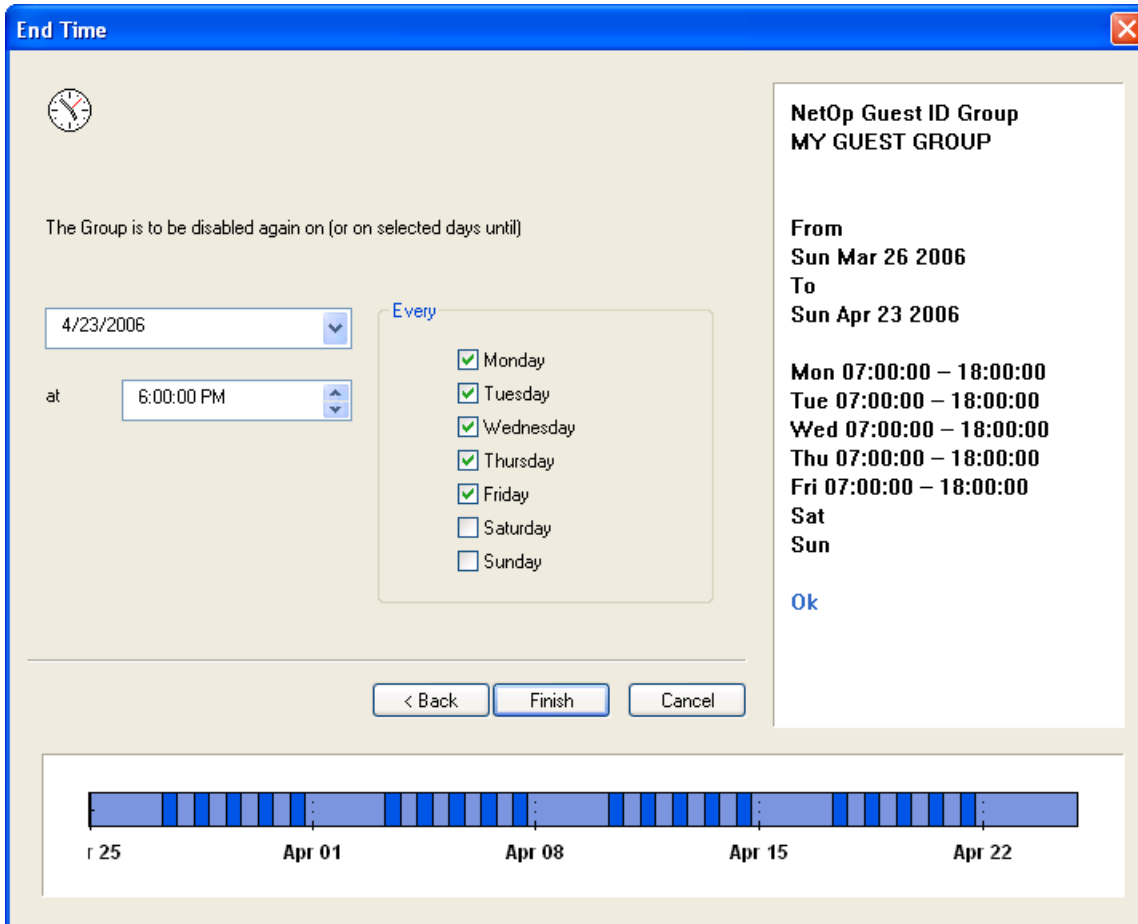 End Time
The Group is to be disabled again on (or on selected days until)
4/23/2006
at 6:00:00 PM
Every
Monday
Tuesday
Wednesday
Thursday
Friday
Saturday
Sunday
< Back Finish Cancel
NetOp Guest ID Group
MY GUEST GROUP
From
Sun Mar 26 2006
To
Sun Apr 23 2006
Mon 07:00:00 – 18:00:00
Tue 07:00:00 – 18:00:00
Wed 07:00:00 – 18:00:00
Thu 07:00:00 – 18:00:00
Fri 07:00:00 – 18:00:00
Sat
Sun
Ok
r 25 Apr 01 Apr 08 Apr 15 Apr 22